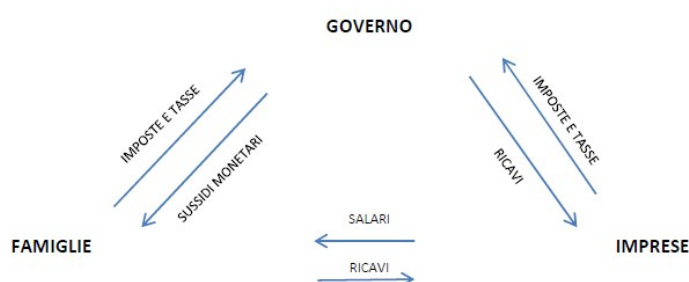 GOVERNO
IMPOSTE E TASSE
SUSSIDI MONETARI
IMPOSTE E TASSE
RICAVI
FAMIGLIE
SALARI
RICAVI
IMPRESE